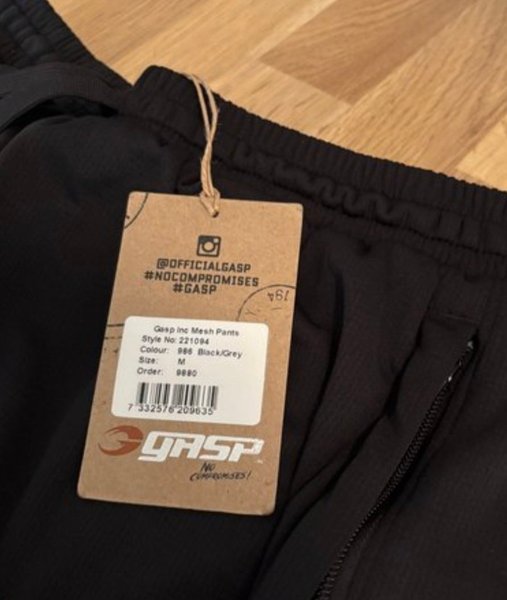 @OFFICIALGASP
#NOCOMPROMISES
#GASP
794
Gasp Inc Mesh Pants
Style No: 221094
Colour: 986 Black/Grey
Size: M
Order: 9880
7 332576 209635
GASP
NO
COMPROMISES!